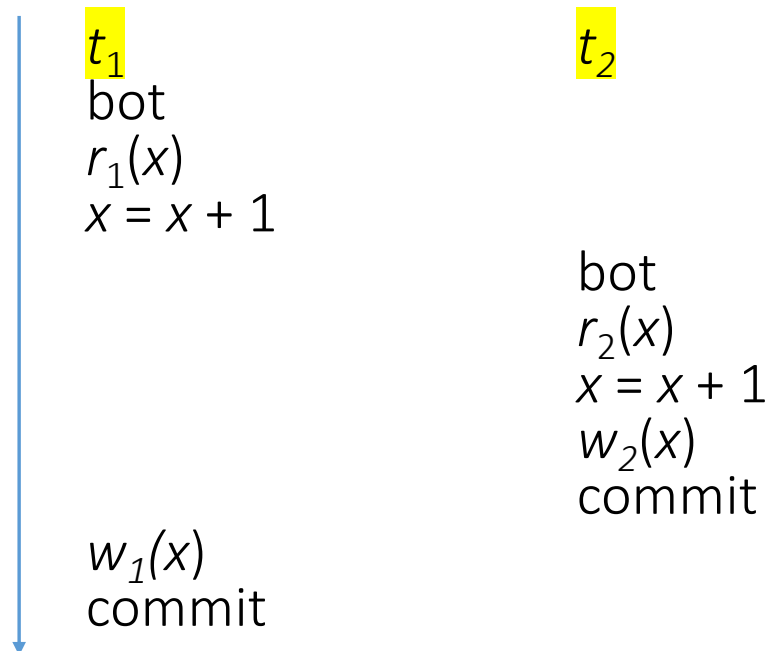 t1 t2
bot
r1(x)
x = x + 1
bot
r2(x)
x = x + 1
w2(x)
commit
w1(x)
commit